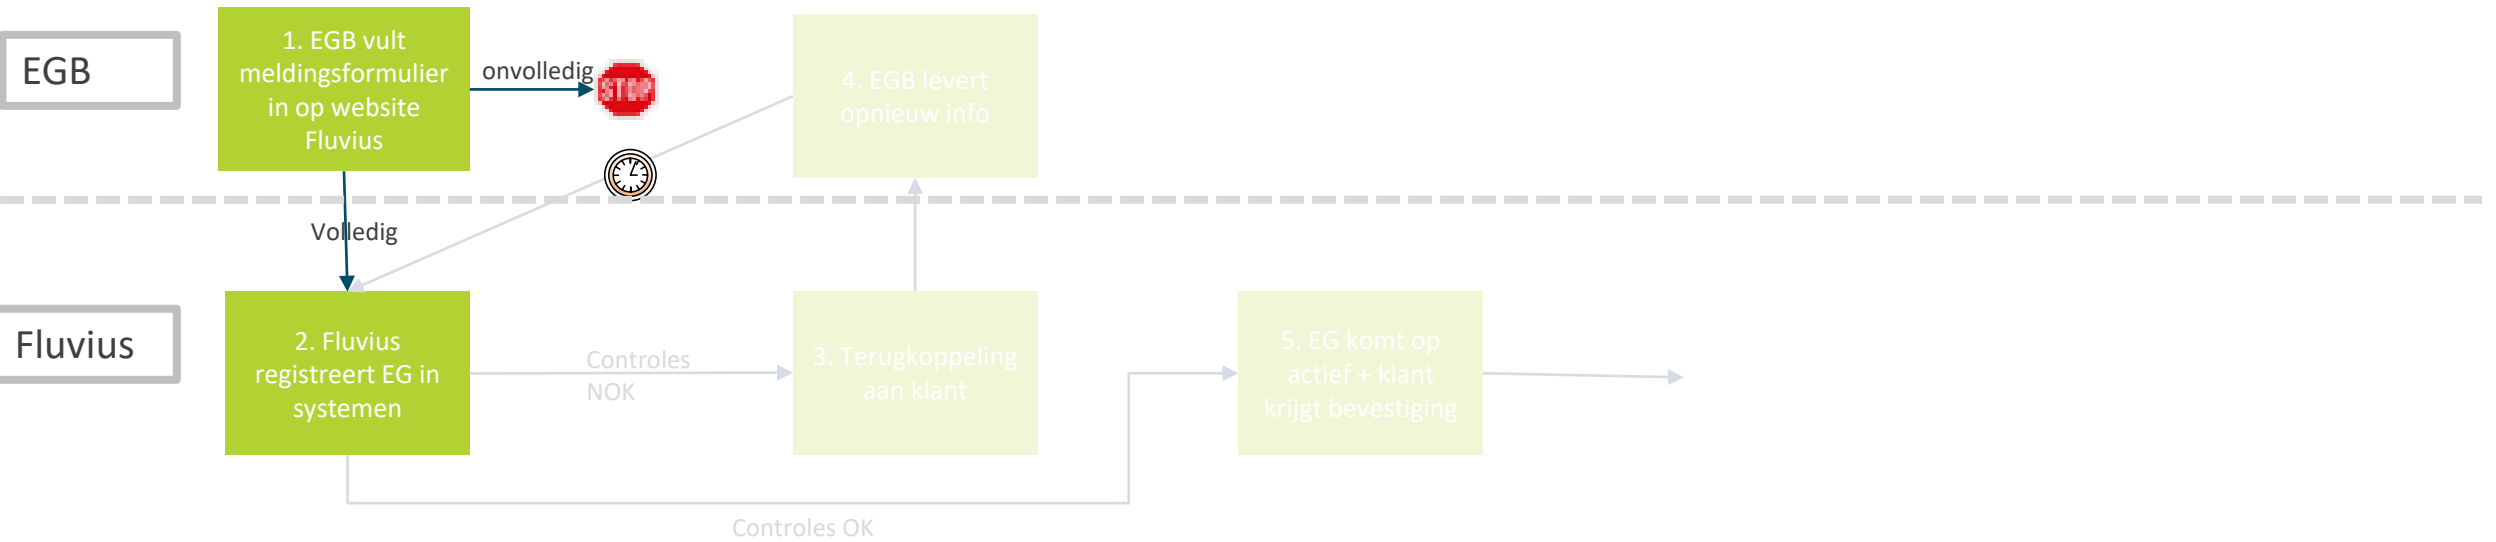 EGB
1. EGB vult
meldingsformulier
in op website
Fluvius
onvolledig
STOP
4. EGB levert
opnieuw info
Volledig
Fluvius
2. Fluvius
registreert EG in
systemen
Controles
NOK
3. Terugkoppeling
aan klant
5. EG komt op
actief + klant
krijgt bevestiging
Controles OK